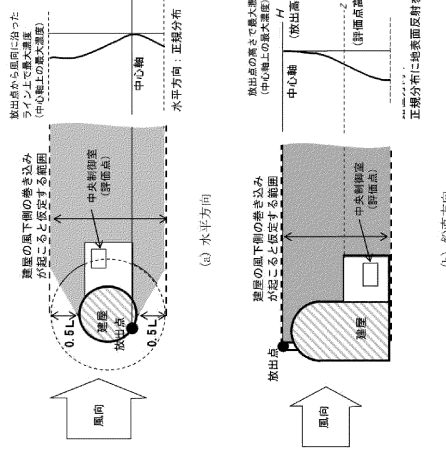 放出点から風向に沿った
ライン上で最大濃度
(中心軸上の最大濃度)
中心軸
水平方向：正規分布
建屋の風下側の巻き込み
が起こると仮定する範囲
中央制御室
(評価点)
0.5L
建屋
放出点
0.5L
風向
(a) 水平方向
放出点の高さで最大濃
(中心軸上の最大濃度)
H
(放出高
中心軸
z
(評価点高
正規分布に地表面反射を
建屋の風下側の巻き込み
が起こると仮定する範囲
中央制御室
(評価点)
放出点
建屋
風向